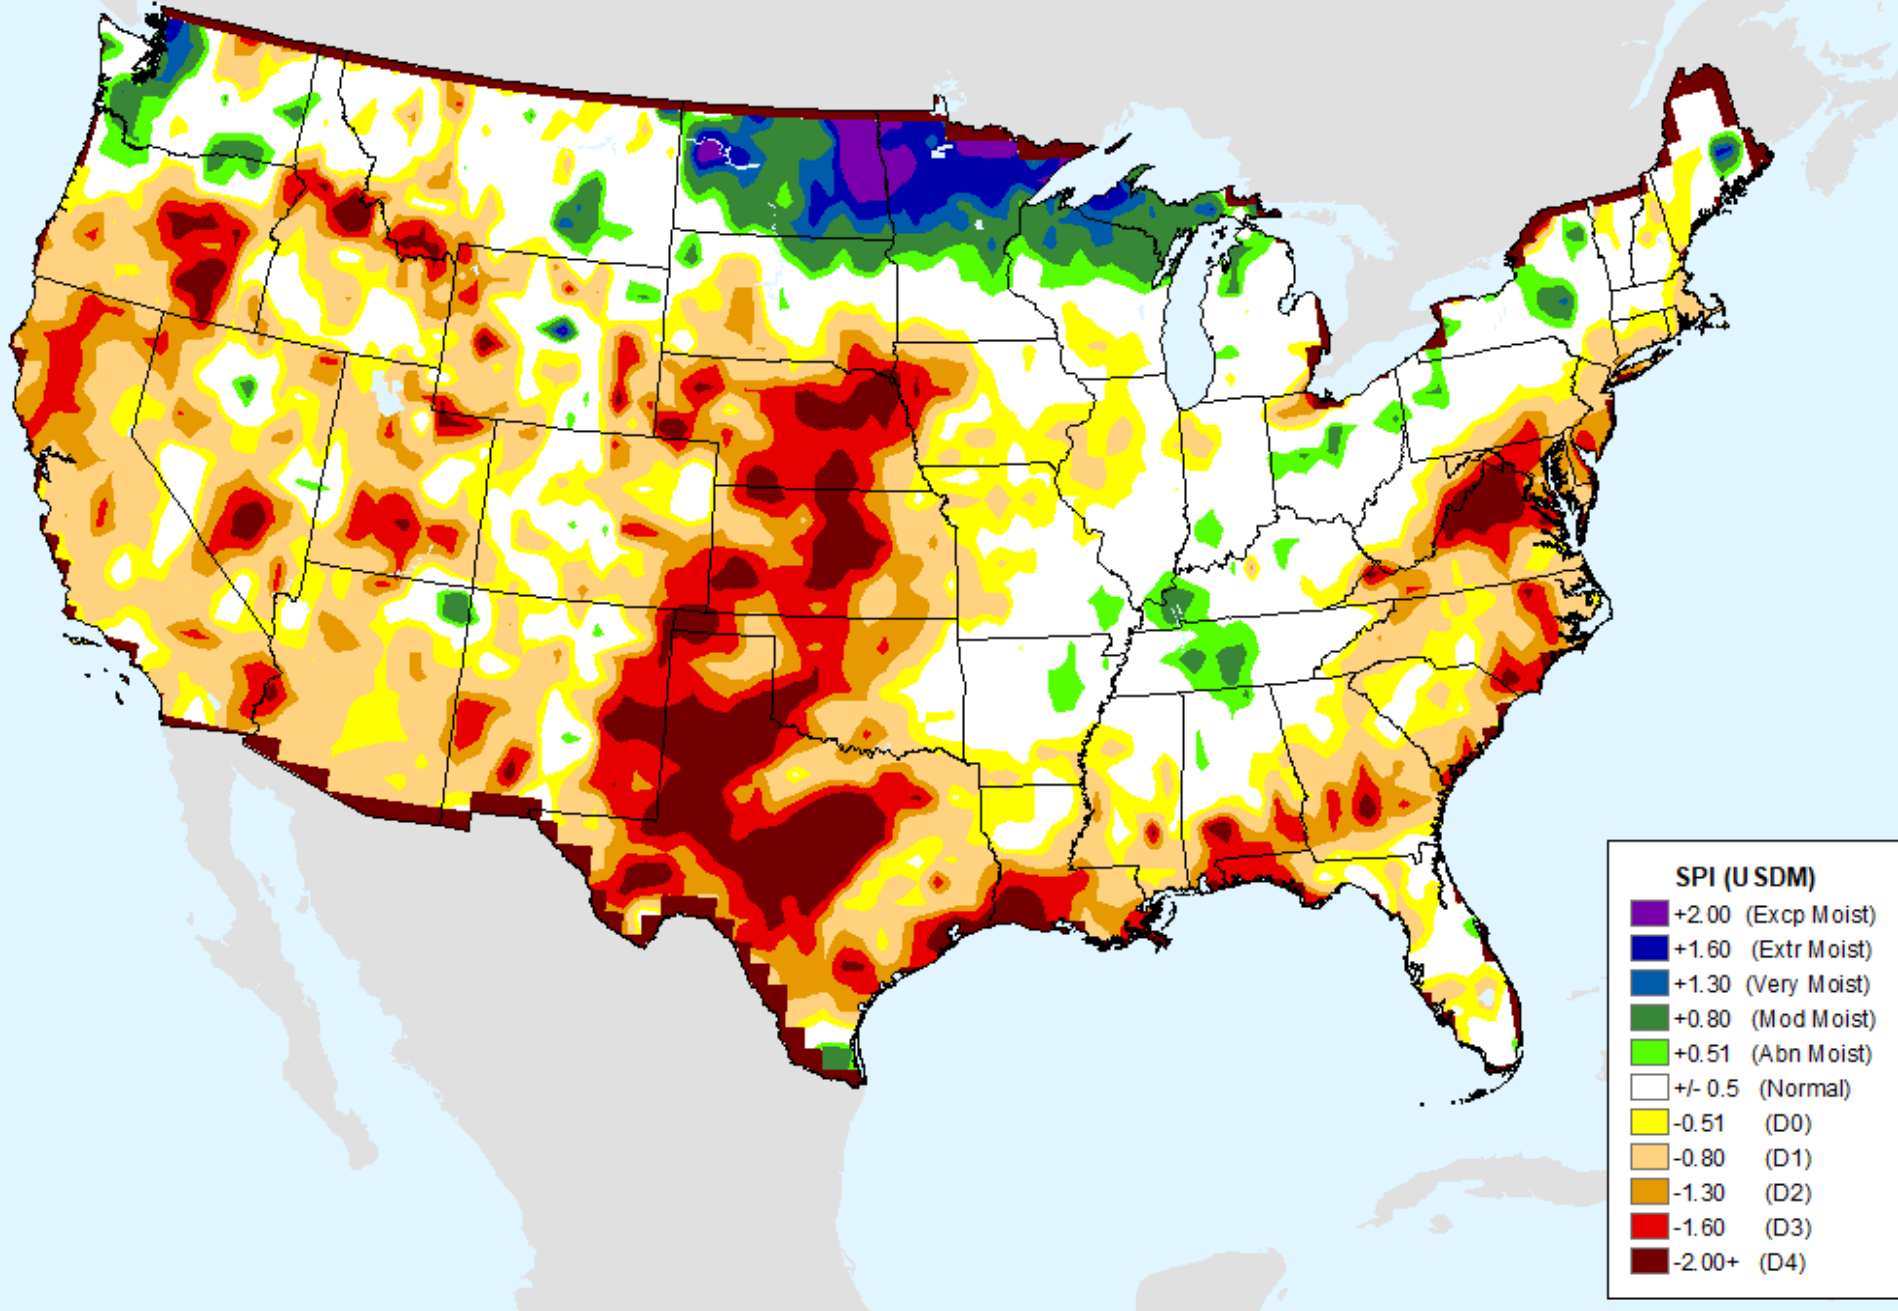 SPI (USDM)
+2.00 (Excp Moist)
+1.60 (Extr Moist)
+1.30 (Very Moist)
+0.80 (Mod Moist)
+0.51 (Abn Moist)
+/- 0.5 (Normal)
-0.51 (D0)
-0.80 (D1)
-1.30 (D2)
-1.60 (D3)
-2.00+ (D4)